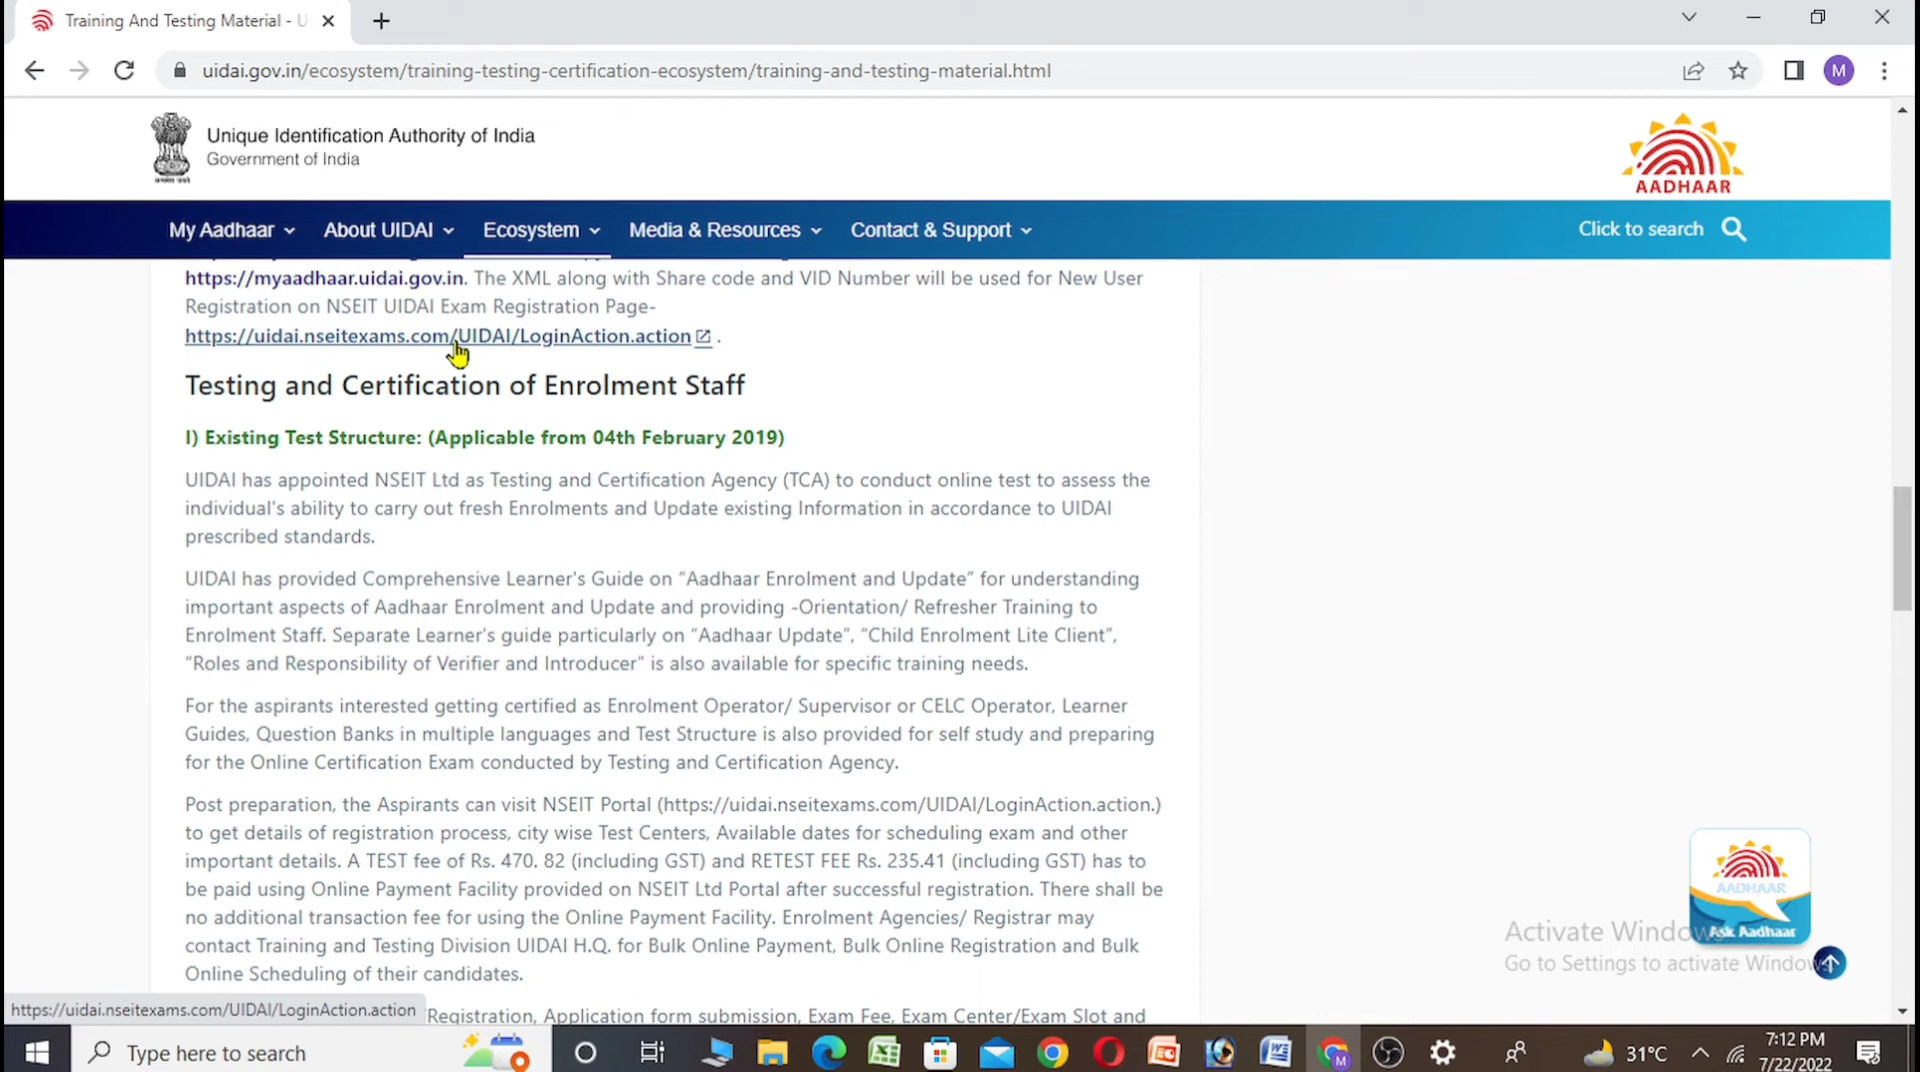 Training And Testing Material - U
uidai.gov.in/ecosystem/training-testing-certification-ecosystem/training-and-testing-material.html
M
Unique Identification Authority of India
Government of India
AADHAAR
My Aadhaar
About UIDAI
Ecosystem
Media & Resources
Contact & Support
Click to search
https://myaadhaar.uidai.gov.in. The XML along with Share code and VID Number will be used for New User
Registration on NSEIT UIDAI Exam Registration Page-
https://uidai.nseitexams.com/UIDAI/LoginAction.action .
Testing and Certification of Enrolment Staff
I) Existing Test Structure: (Applicable from 04th February 2019)
UIDAI has appointed NSEIT Ltd as Testing and Certification Agency (TCA) to conduct online test to assess the
individual's ability to carry out fresh Enrolments and Update existing Information in accordance to UIDAI
prescribed standards.
UIDAI has provided Comprehensive Learner's Guide on “Aadhaar Enrolment and Update” for understanding
important aspects of Aadhaar Enrolment and Update and providing -Orientation/ Refresher Training to
Enrolment Staff. Separate Learner's guide particularly on “Aadhaar Update”, “Child Enrolment Lite Client”,
“Roles and Responsibility of Verifier and Introducer” is also available for specific training needs.
For the aspirants interested getting certified as Enrolment Operator/ Supervisor or CELC Operator, Learner
Guides, Question Banks in multiple languages and Test Structure is also provided for self study and preparing
for the Online Certification Exam conducted by Testing and Certification Agency.
Post preparation, the Aspirants can visit NSEIT Portal (https://uidai.nseitexams.com/UIDAI/LoginAction.action.)
to get details of registration process, city wise Test Centers, Available dates for scheduling exam and other
important details. A TEST fee of Rs. 470. 82 (including GST) and RETEST FEE Rs. 235.41 (including GST) has to
be paid using Online Payment Facility provided on NSEIT Ltd Portal after successful registration. There shall be
no additional transaction fee for using the Online Payment Facility. Enrolment Agencies/ Registrar may
contact Training and Testing Division UIDAI H.Q. for Bulk Online Payment, Bulk Online Registration and Bulk
Online Scheduling of their candidates.
AADHAAR
Ask Aadhaar
Activate Windows
Go to Settings to activate Windows
https://uidai.nseitexams.com/UIDAI/LoginAction.action
Registration, Application form submission, Exam Fee, Exam Center/Exam Slot and
Type here to search
31°C
7:12 PM
7/22/2022